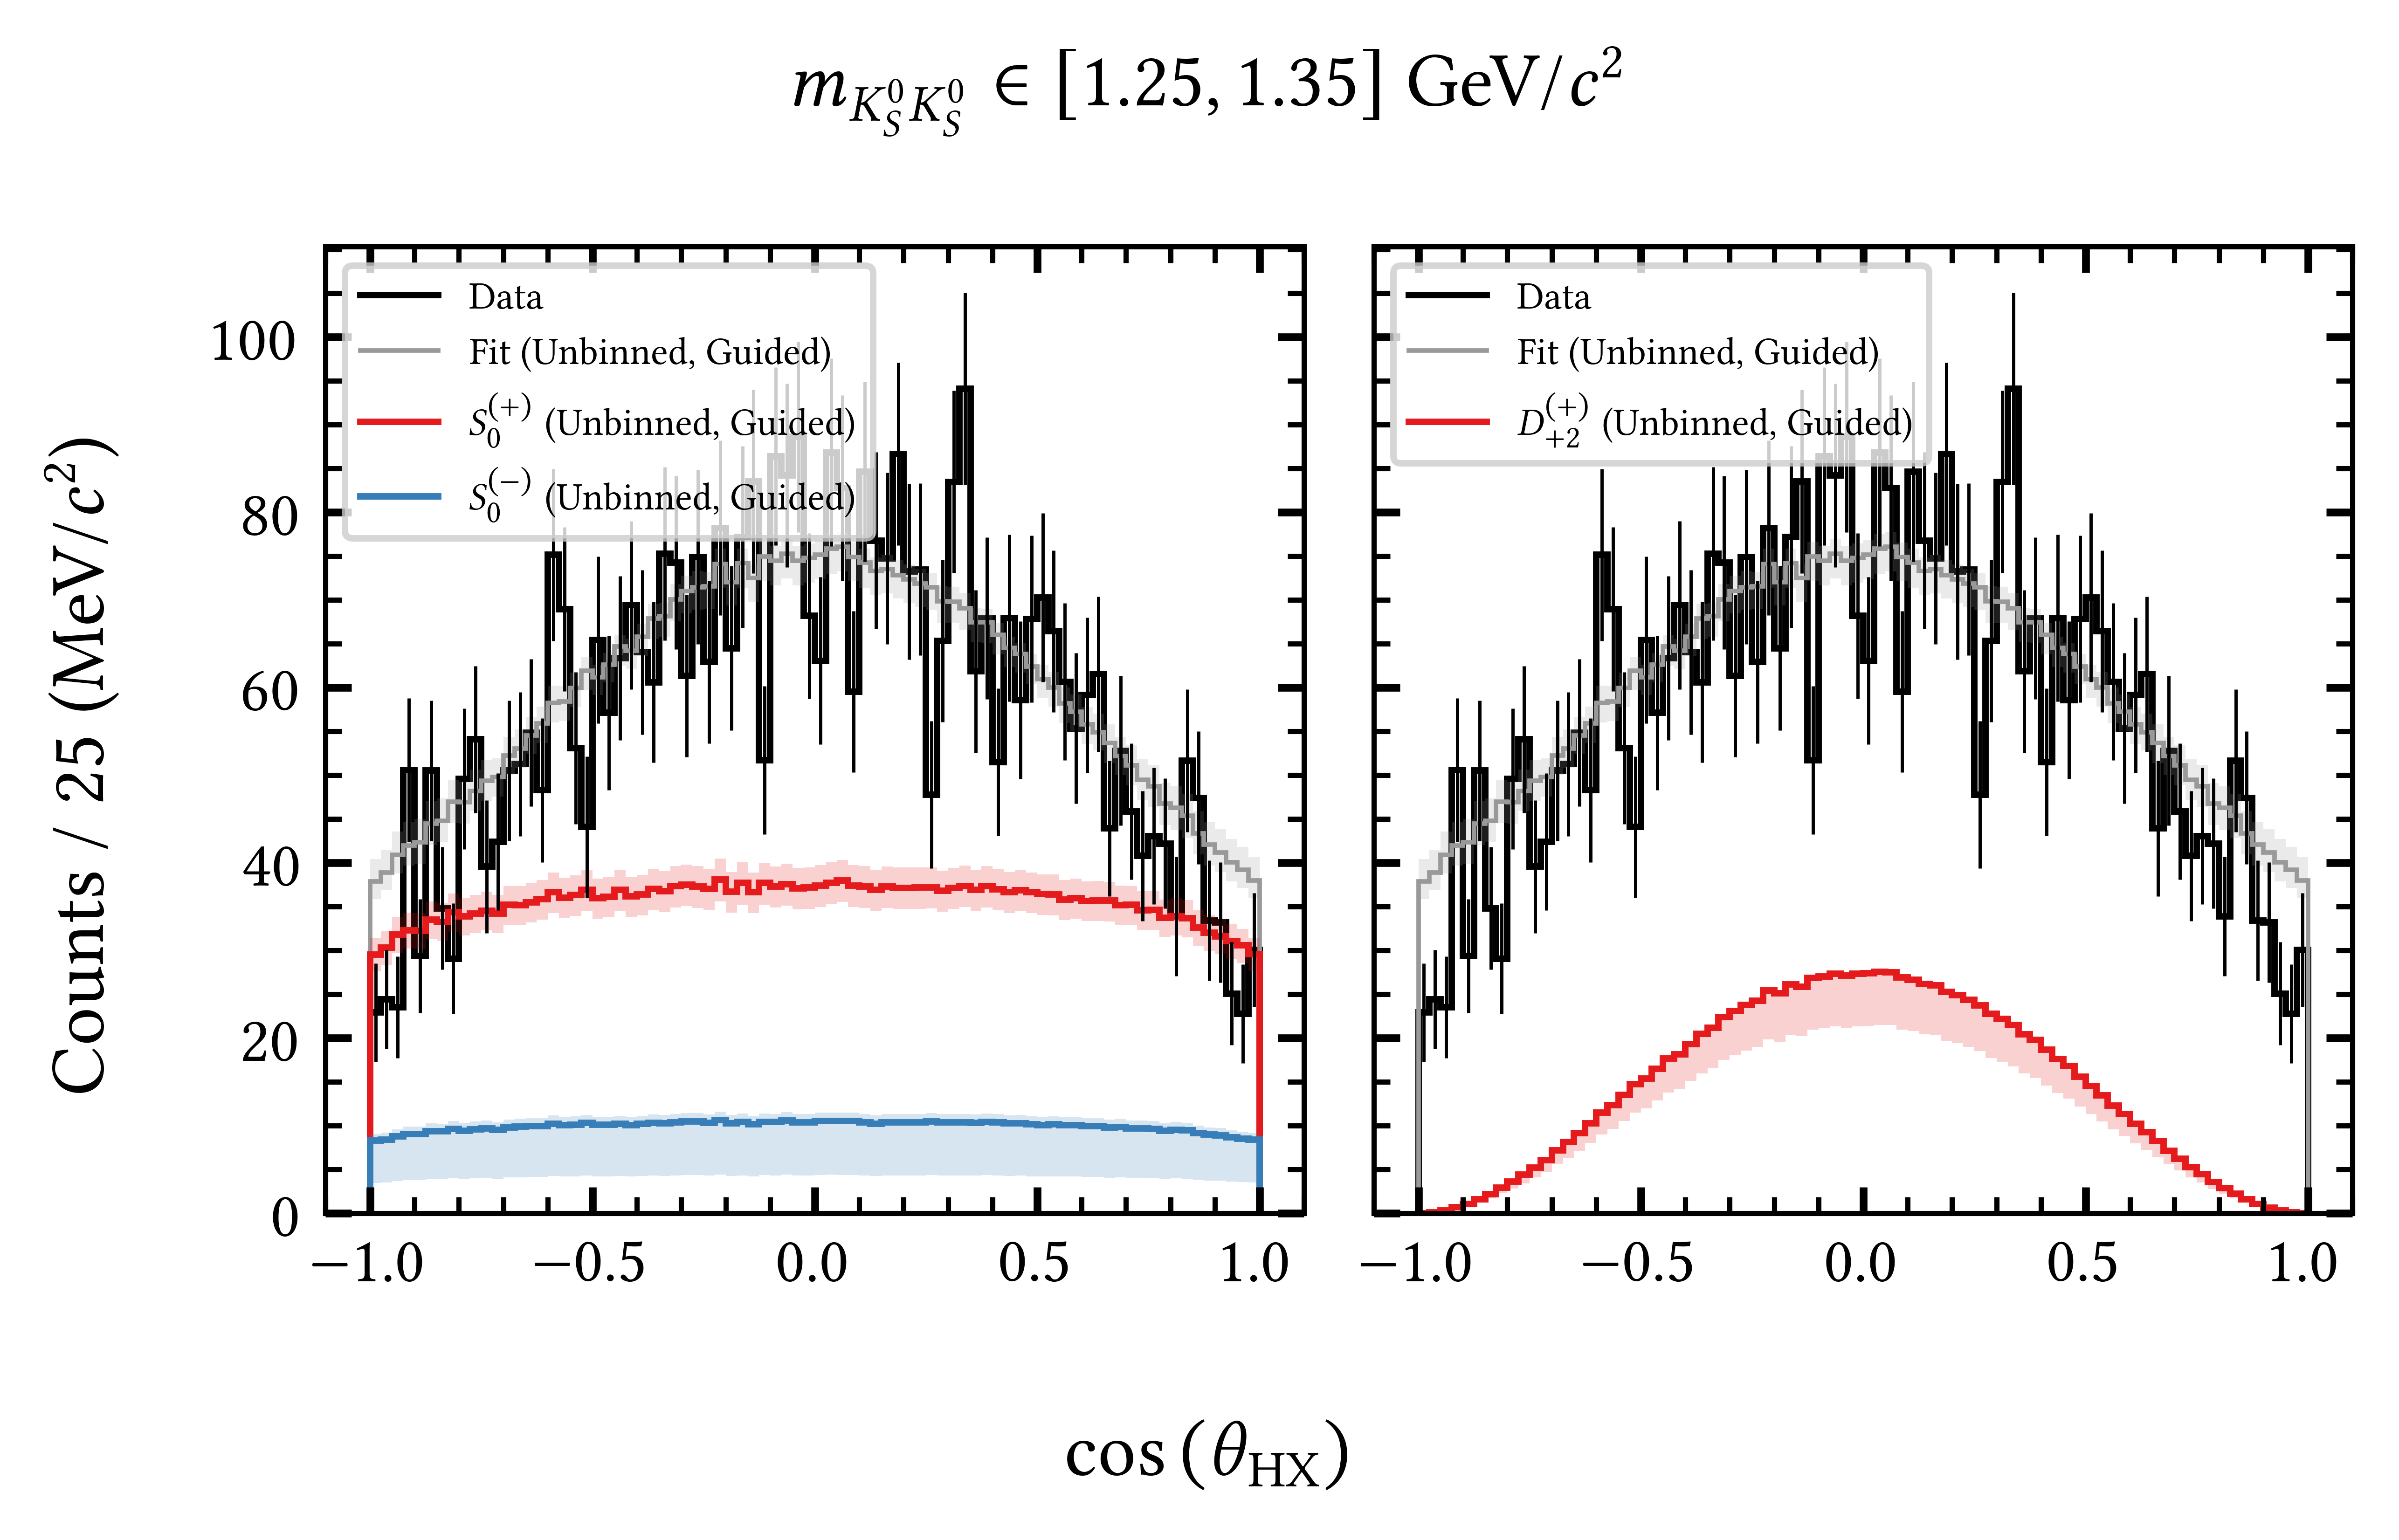 m_{K_S^0 K_S^0} ∈ [1.25, 1.35] GeV/c²
Counts / 25 (MeV/c²)
100
80
60
40
20
0
Data
Fit (Unbinned, Guided)
S_0^{(+)} (Unbinned, Guided)
S_0^{(−)} (Unbinned, Guided)
−1.0 −0.5 0.0 0.5 1.0
Data
Fit (Unbinned, Guided)
D_{+2}^{(+)} (Unbinned, Guided)
−1.0 −0.5 0.0 0.5 1.0
cos (θ_{HX})